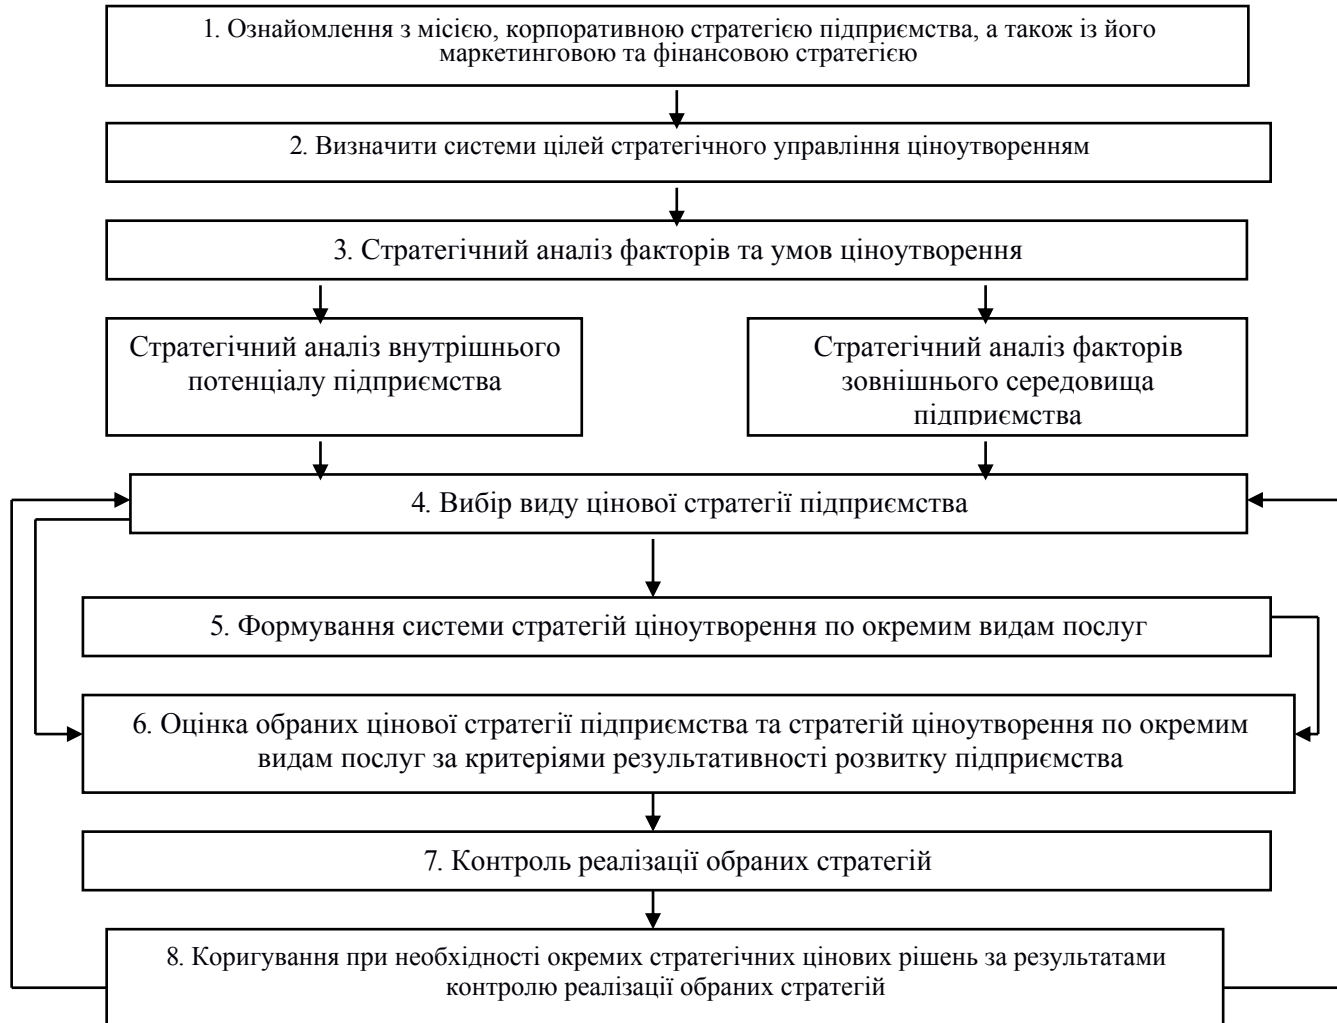 1. Ознайомлення з місією, корпоративною стратегією підприємства, а також із його
маркетинговою та фінансовою стратегією
2. Визначити системи цілей стратегічного управління ціноутворенням
3. Стратегічний аналіз факторів та умов ціноутворення
Стратегічний аналіз внутрішнього
потенціалу підприємства
Стратегічний аналіз факторів
зовнішнього середовища
підприємства
4. Вибір виду цінової стратегії підприємства
5. Формування системи стратегій ціноутворення по окремим видам послуг
6. Оцінка обраних цінової стратегії підприємства та стратегій ціноутворення по окремим
видам послуг за критеріями результативності розвитку підприємства
7. Контроль реалізації обраних стратегій
8. Коригування при необхідності окремих стратегічних цінових рішень за результатами
контролю реалізації обраних стратегій